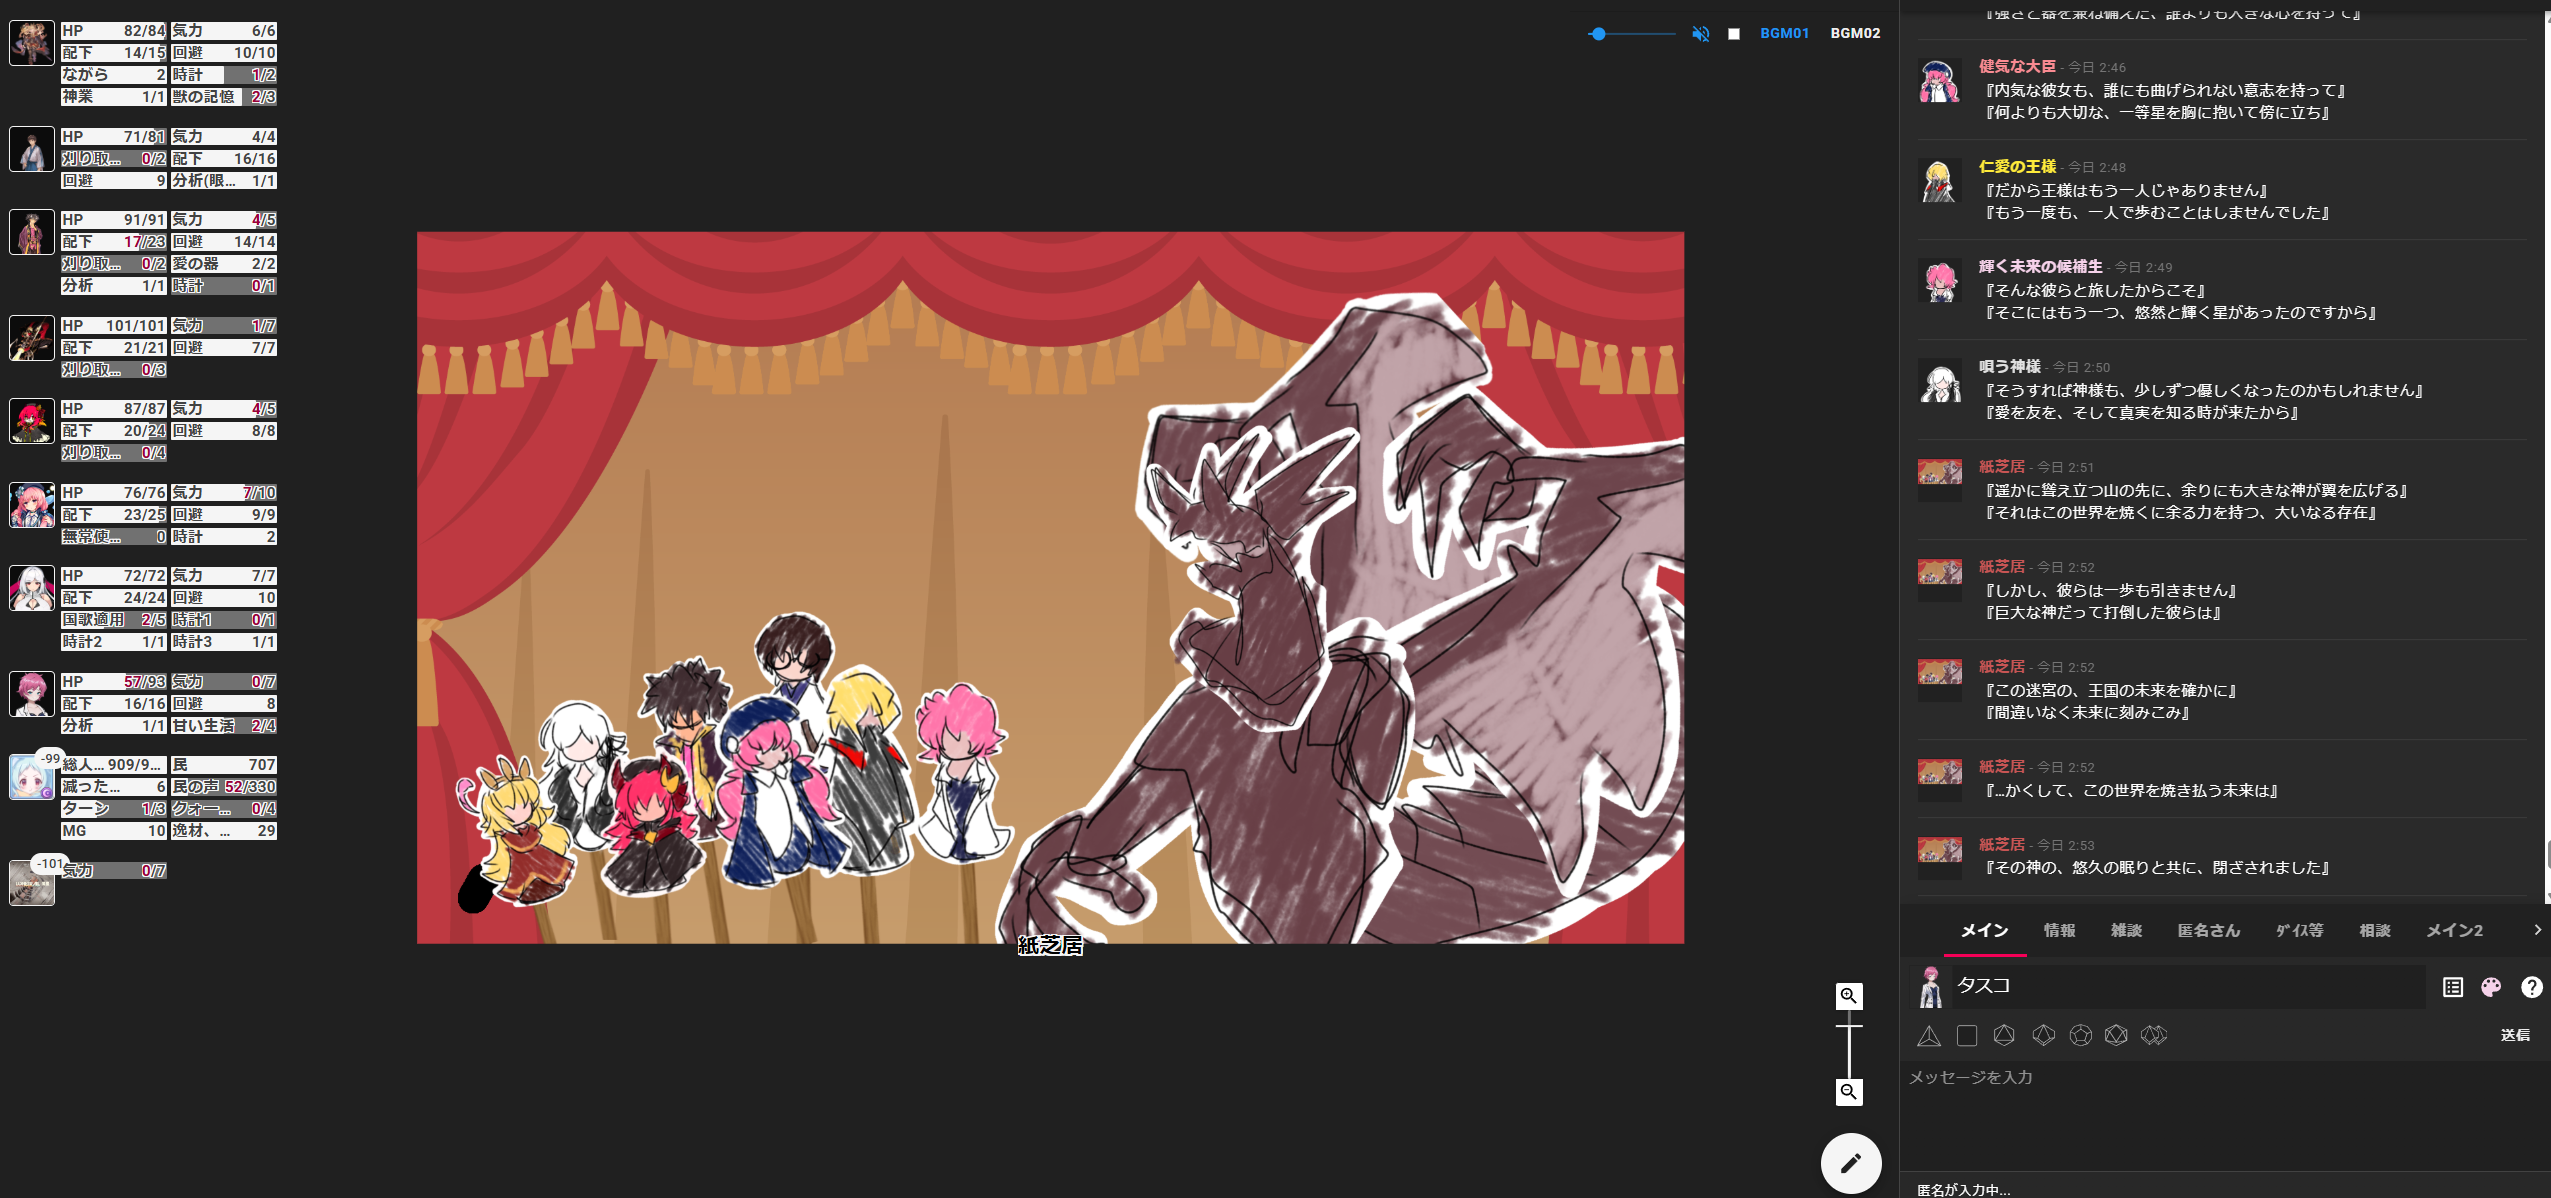 HP 82/84 気力 6/6
配下 14/15 回避 10/10
ながら 2 時計 1/2
神業 1/1 獣の記憶 2/3
HP 71/81 気力 4/4
刈り取... 0/2 配下 16/16
回避 9 分析(眼... 1/1
HP 91/91 気力 4/5
配下 17/23 回避 14/14
刈り取... 0/2 愛の器 2/2
分析 1/1 時計 0/1
HP 101/101 気力 1/7
配下 21/21 回避 7/7
刈り取... 0/3
HP 87/87 気力 4/5
配下 20/24 回避 8/8
刈り取... 0/4
HP 76/76 気力 7/10
配下 23/25 回避 9/9
無常使... 0 時計 2
HP 72/72 気力 7/7
配下 24/24 回避 10
国歌適用 2/5 時計1 0/1
時計2 1/1 時計3 1/1
HP 57/93 気力 0/7
配下 16/16 回避 8
分析 1/1 甘い生活 2/4
-99 総人... 909/9... 民 707
減った... 6 民の声 52/330
ターン 1/3 クォー... 0/4
MG 10 逸材、... 29
-101 気力 0/7
BGM01 BGM02
紙芝居
『強さと器を兼ね備えた、誰よりも大きな心を持って』
健気な大臣 - 今日 2:46
『内気な彼女も、誰にも曲げられない意志を持って』
『何よりも大切な、一等星を胸に抱いて傍に立ち』
仁愛の王様 - 今日 2:48
『だから王様はもう一人じゃありません』
『もう一度も、一人で歩むことはしませんでした』
輝く未来の候補生 - 今日 2:49
『そんな彼らと旅したからこそ』
『そこにはもう一つ、悠然と輝く星があったのですから』
唄う神様 - 今日 2:50
『そうすれば神様も、少しずつ優しくなったのかもしれません』
『愛を友を、そして真実を知る時が来たから』
紙芝居 - 今日 2:51
『遥かに聳え立つ山の先に、余りにも大きな神が翼を広げる』
『それはこの世界を焼くに余る力を持つ、大いなる存在』
紙芝居 - 今日 2:52
『しかし、彼らは一歩も引きません』
『巨大な神だって打倒した彼らは』
紙芝居 - 今日 2:52
『この迷宮の、王国の未来を確かに』
『間違いなく未来に刻みこみ』
紙芝居 - 今日 2:52
『…かくして、この世界を焼き払う未来は』
紙芝居 - 今日 2:53
『その神の、悠久の眠りと共に、閉ざされました』
メイン 情報 雑談 匿名さん ダイス等 相談 メイン2
タスコ
送信
メッセージを入力
匿名が入力中...